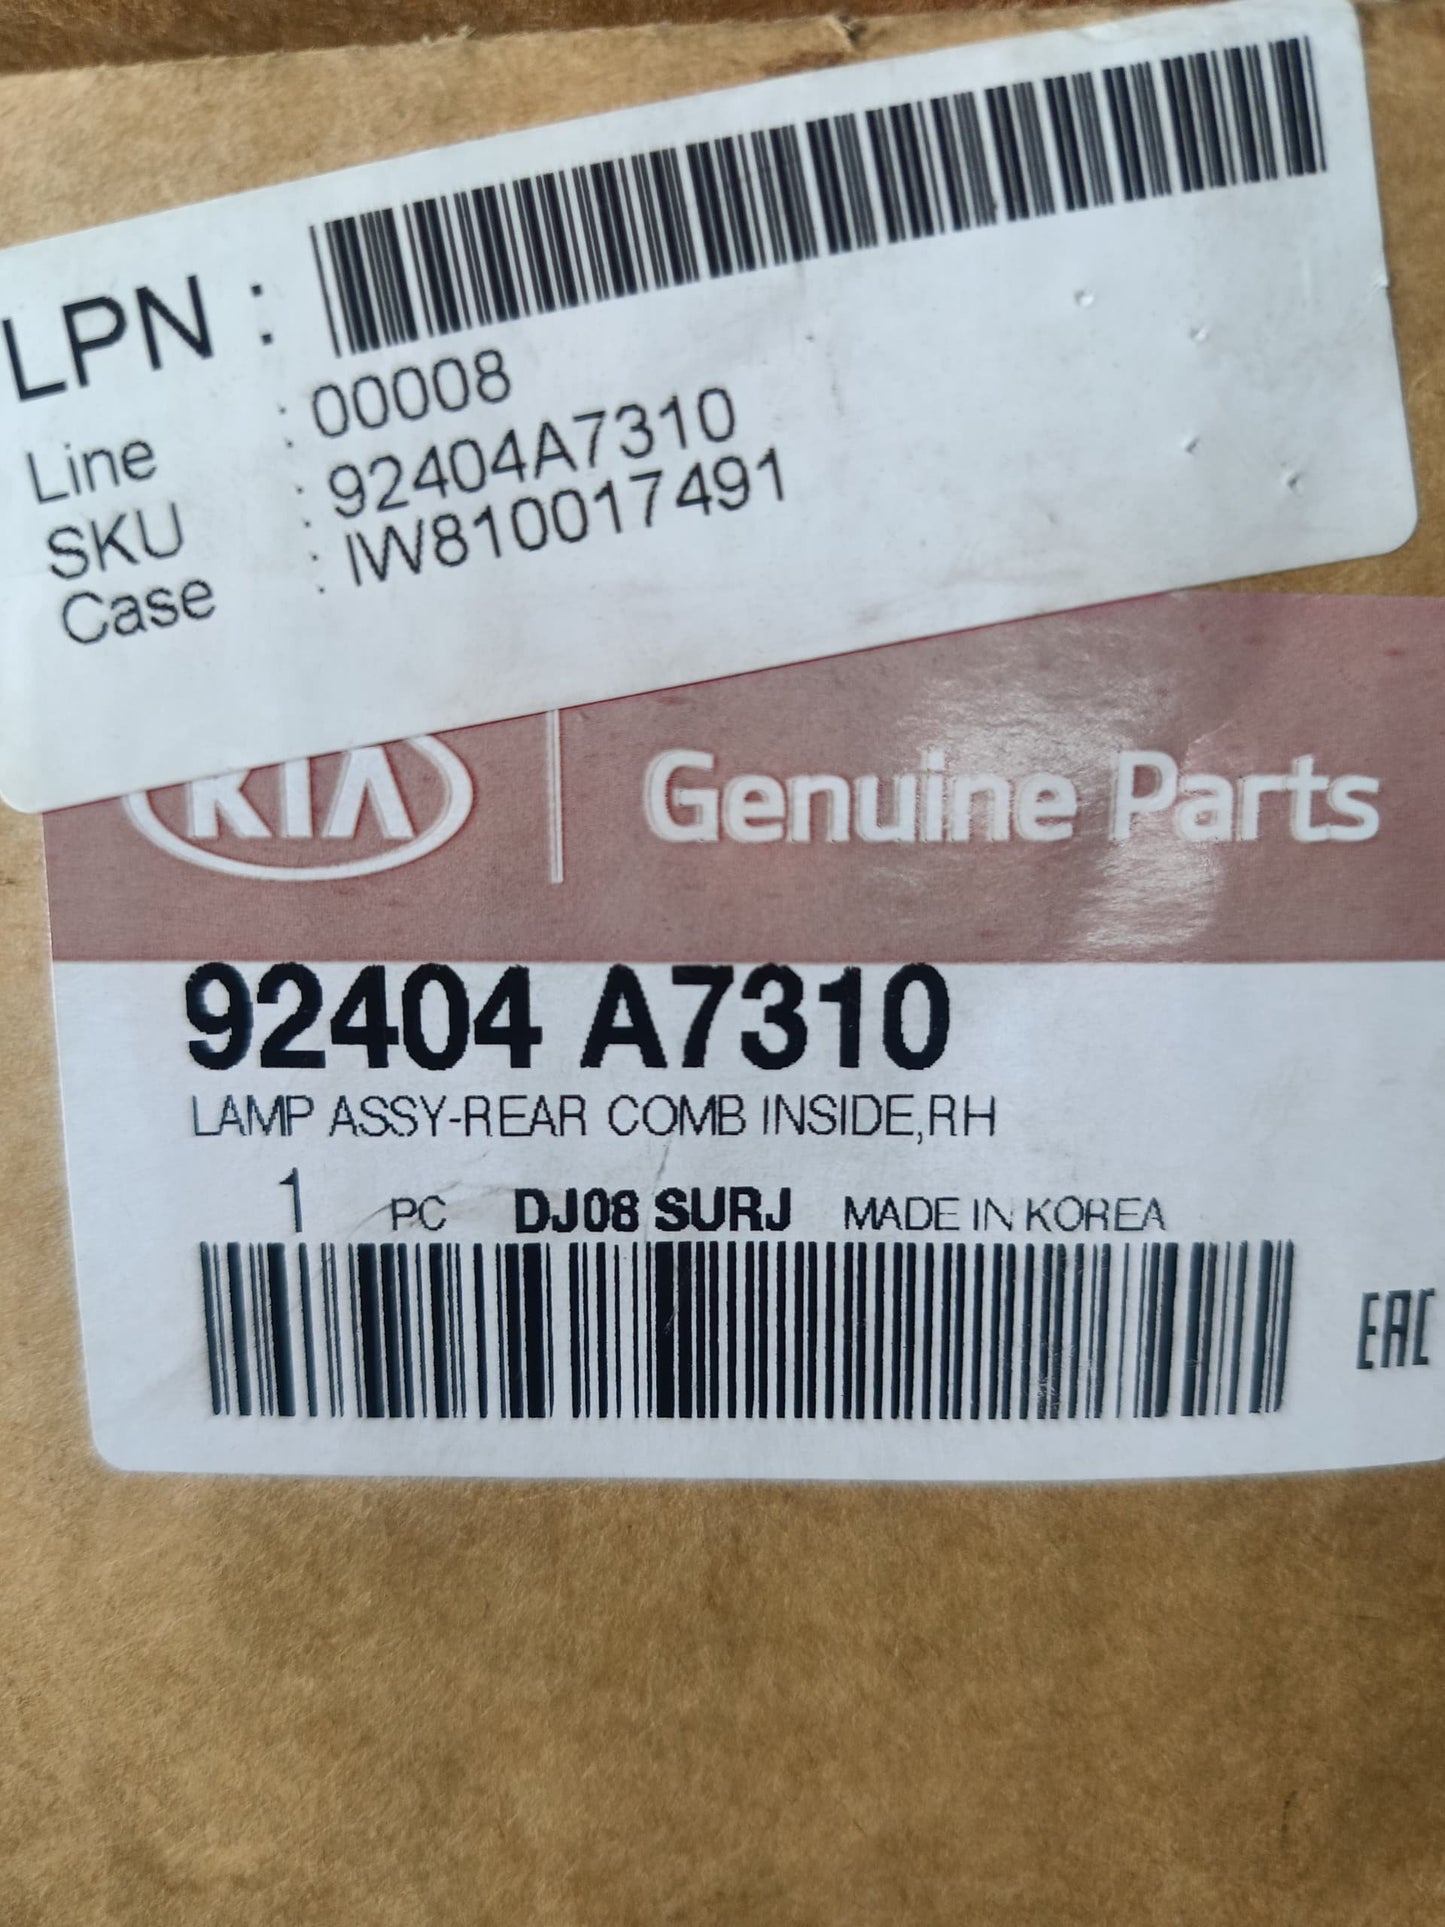 LPN :
Line : 00008
SKU : 92404A7310
Case : IW810017491
KIA Genuine Parts
92404 A7310
LAMP ASSY-REAR COMB INSIDE,RH
1 PC DJ08 SURJ MADE IN KOREA
EAC